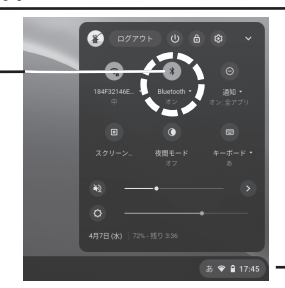 ログアウト
184F32146E..
中
Bluetooth
オン
通知
オン: 全アプリ
スクリーン..
夜間モード
オフ
キーボード
あ
4月7日 (水)
72% - 残り 3:36
あ
17:45